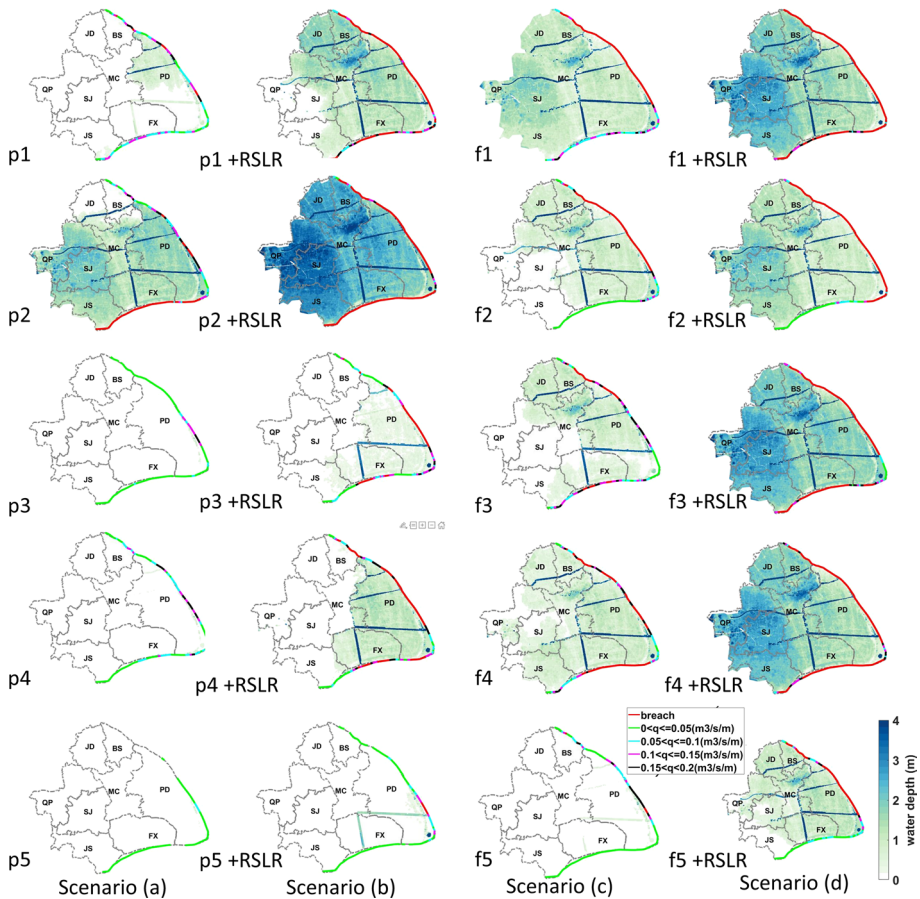 JD BS
MC PD
QP SJ
JS FX
p1
JD BS
MC PD
QP SJ
JS FX
p1 +RSLR
JD BS
MC PD
QP SJ
JS FX
f1
JD BS
MC PD
QP SJ
JS FX
f1 +RSLR
JD BS
MC PD
QP SJ
JS FX
p2
JD BS
MC PD
QP SJ
JS FX
p2 +RSLR
JD BS
MC PD
QP SJ
JS FX
f2
JD BS
MC PD
QP SJ
JS FX
f2 +RSLR
JD BS
MC PD
QP SJ
JS FX
p3
JD BS
MC PD
QP SJ
JS FX
p3 +RSLR
JD BS
MC PD
QP SJ
JS FX
f3
JD BS
MC PD
QP SJ
JS FX
f3 +RSLR
JD BS
MC PD
QP SJ
JS FX
p4
JD BS
MC PD
QP SJ
JS FX
p4 +RSLR
JD BS
MC PD
QP SJ
JS FX
f4
JD BS
MC PD
QP SJ
JS FX
f4 +RSLR
JD BS
MC PD
QP SJ
JS FX
p5
JD BS
MC PD
QP SJ
JS FX
p5 +RSLR
JD BS
MC PD
QP SJ
JS FX
f5
breach
0<q<=0.05(m3/s/m)
0.05<q<=0.1(m3/s/m)
0.1<q<=0.15(m3/s/m)
0.15<q<0.2(m3/s/m)
JD BS
MC PD
QP SJ
JS FX
f5 +RSLR
4
3
2
1
0
water depth (m)
Scenario (a)
Scenario (b)
Scenario (c)
Scenario (d)